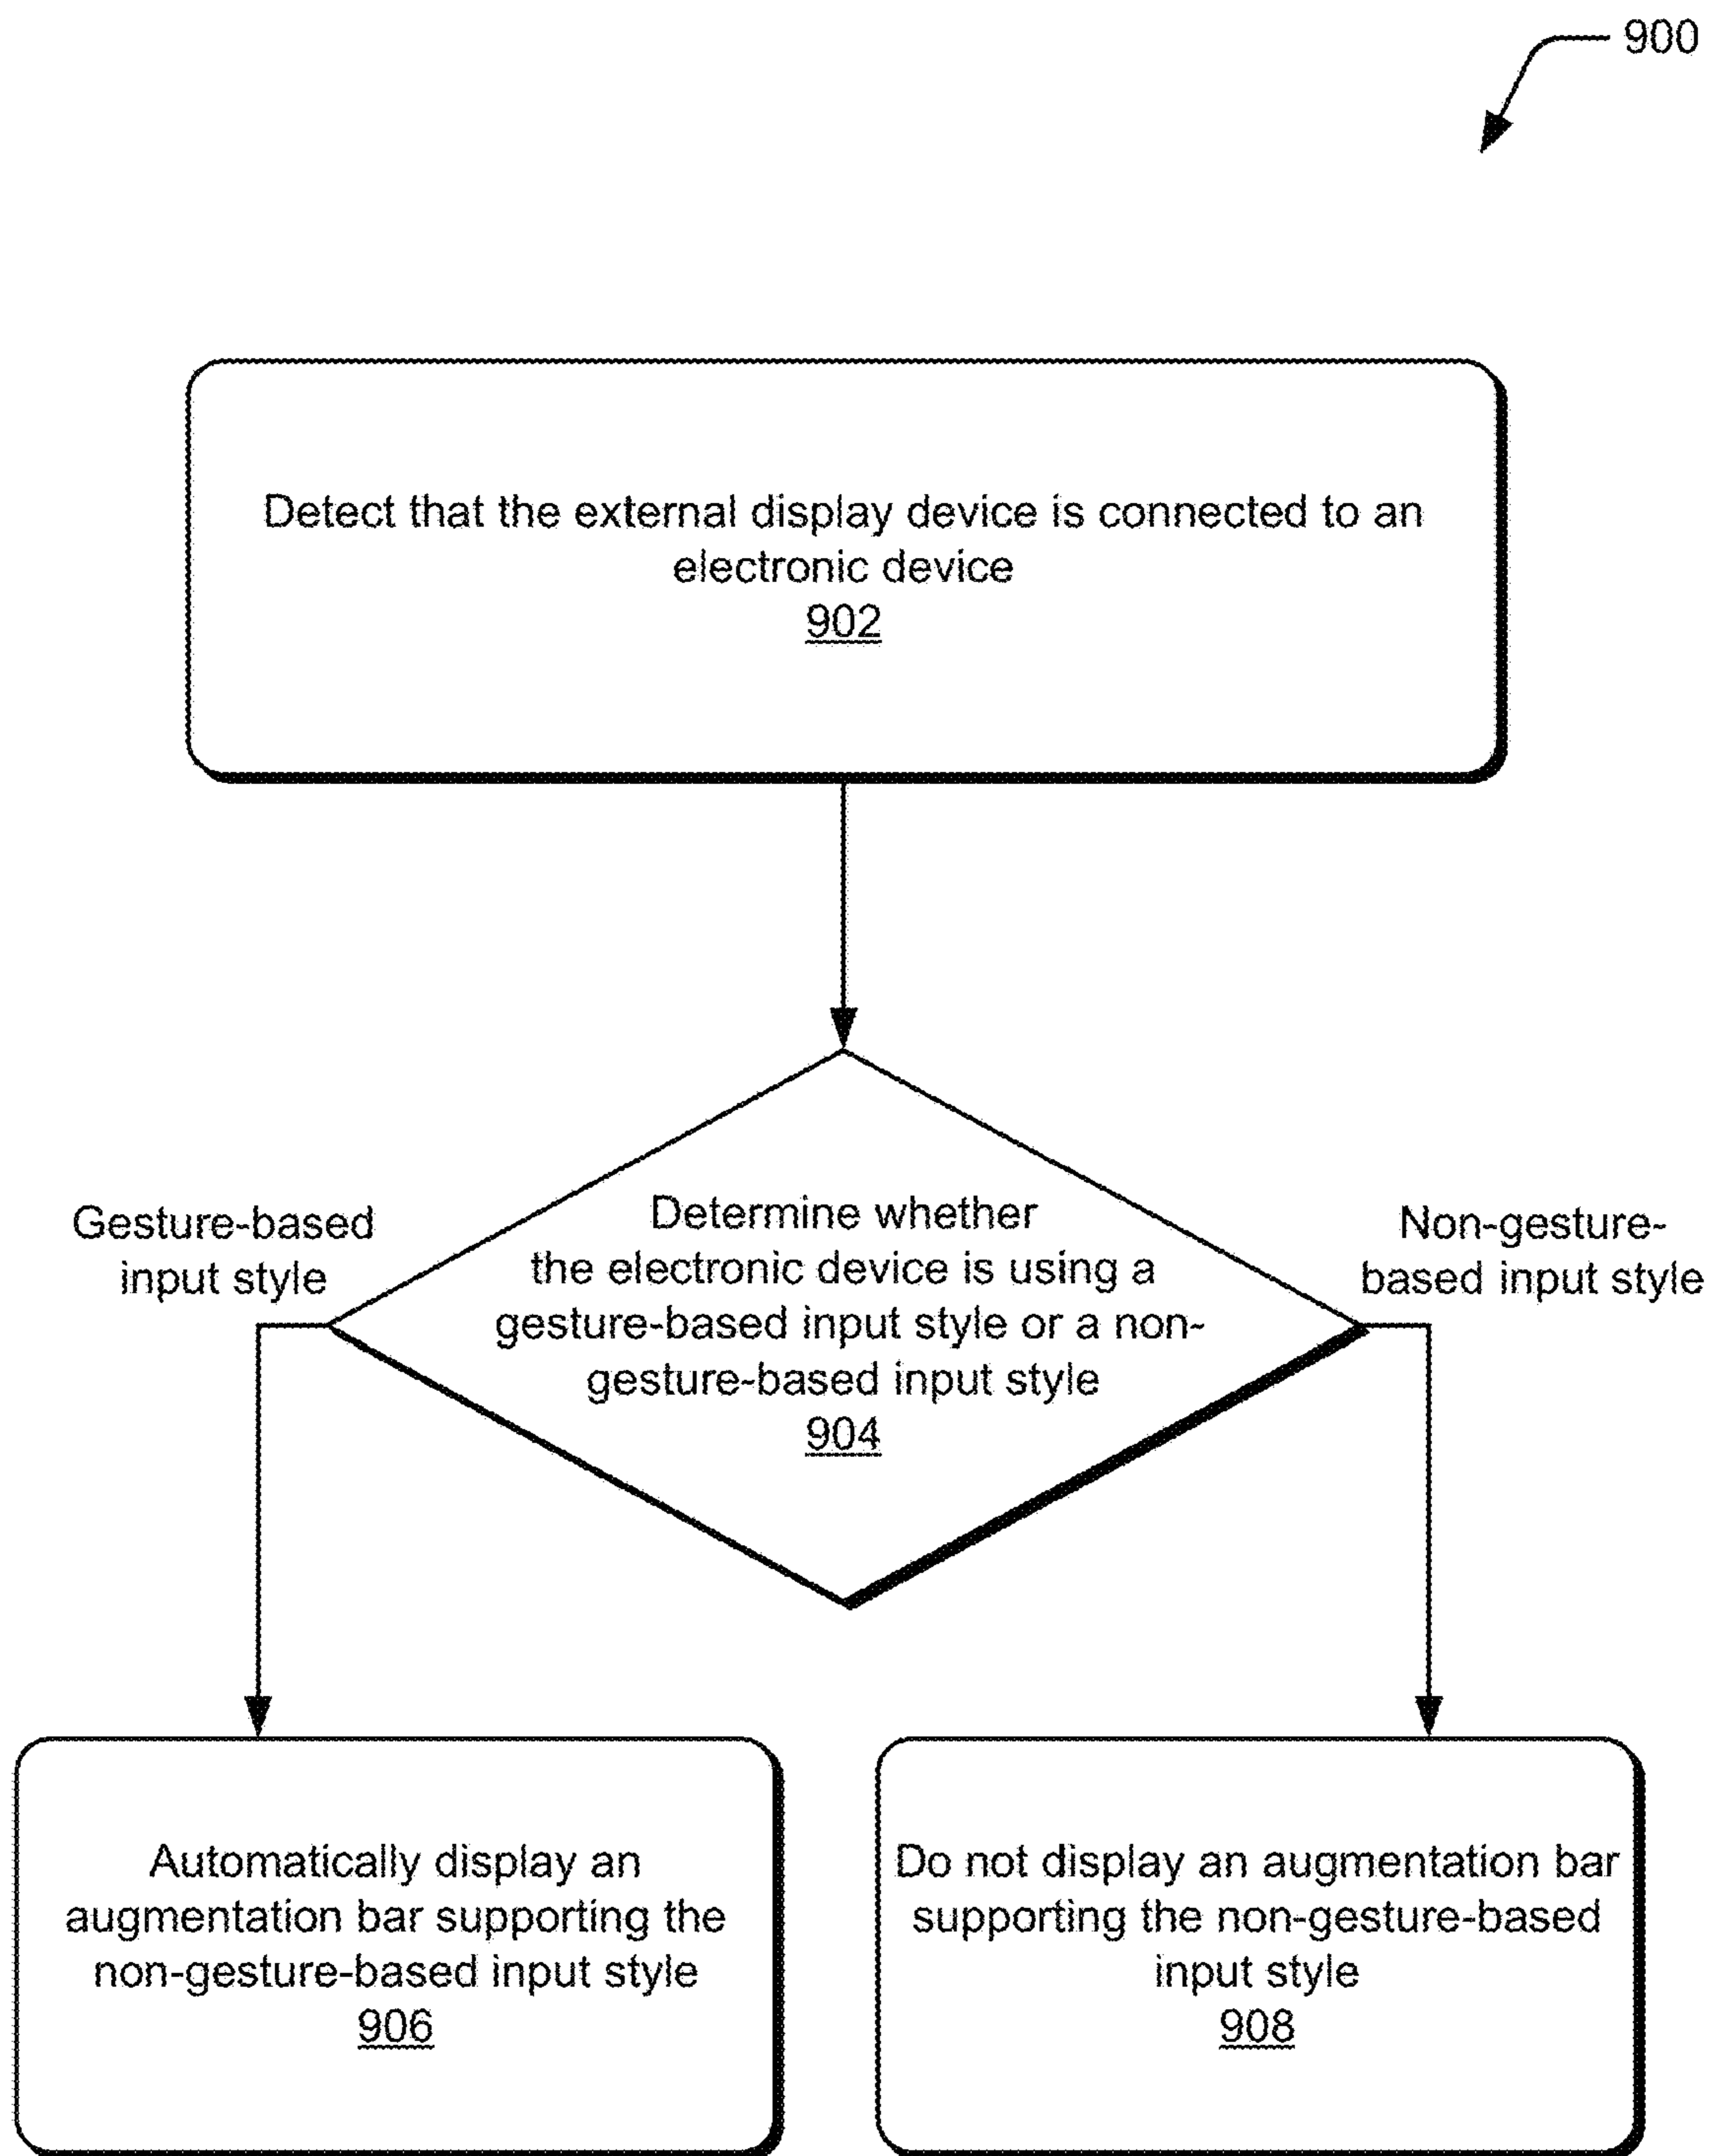 900
Detect that the external display device is connected to an
electronic device
902
Gesture-based
input style
Determine whether
the electronic device is using a
gesture-based input style or a non-
gesture-based input style
904
Non-gesture-
based input style
Automatically display an
augmentation bar supporting the
non-gesture-based input style
906
Do not display an augmentation bar
supporting the non-gesture-based
input style
908